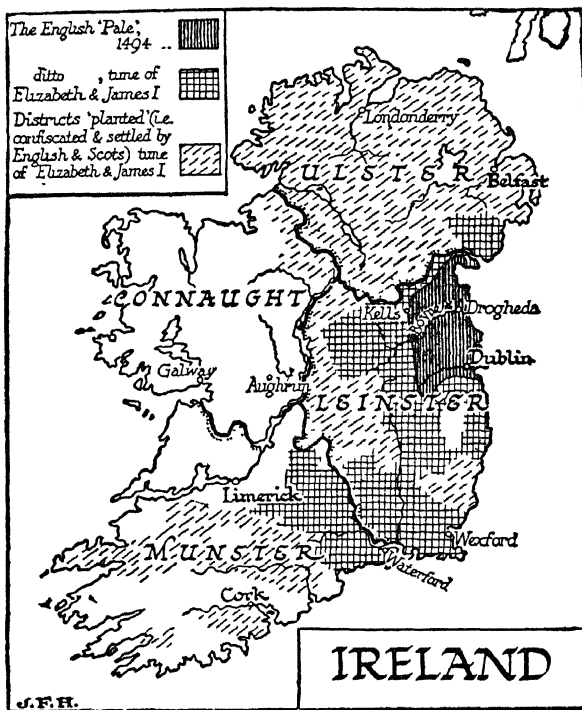 The English 'Pale',
1494 ..
ditto , time of
Elizabeth & James I
Districts 'planted' (i.e.
confiscated & settled by
English & Scots) time
of Elizabeth & James I
Londonderry
ULSTER
Belfast
CONNAUGHT
Kells
Drogheda
Dublin
Galway
Aughrim
LEINSTER
Limerick
Wexford
MUNSTER
Waterford
Cork
IRELAND
J.F.H.